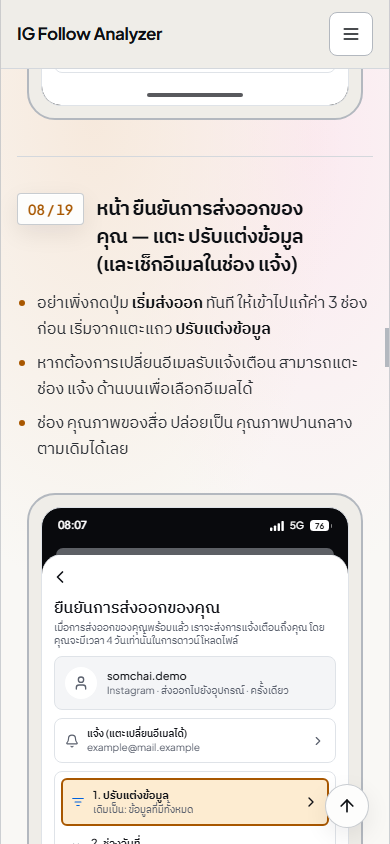 IG Follow Analyzer
08 / 19
หน้า ยืนยันการส่งออกของ
คุณ — แตะ ปรับแต่งข้อมูล
(และเช็กอีเมลในช่อง แจ้ง)
อย่าเพิ่งกดปุ่ม เริ่มส่งออก ทันที ให้เข้าไปแก้ค่า 3 ช่อง
ก่อน เริ่มจากแตะแถว ปรับแต่งข้อมูล
หากต้องการเปลี่ยนอีเมลรับแจ้งเตือน สามารถแตะ
ช่อง แจ้ง ด้านบนเพื่อเลือกอีเมลได้
ช่อง คุณภาพของสื่อ ปล่อยเป็น คุณภาพปานกลาง
ตามเดิมได้เลย
08:07 5G 76
ยืนยันการส่งออกของคุณ
เมื่อการส่งออกของคุณพร้อมแล้ว เราจะส่งการแจ้งเตือนถึงคุณ โดย
คุณจะมีเวลา 4 วันเท่านั้นในการดาวน์โหลดไฟล์
somchai.demo
Instagram · ส่งออกไปยังอุปกรณ์ · ครั้งเดียว
แจ้ง (แตะเปลี่ยนอีเมลได้)
example@mail.example
1. ปรับแต่งข้อมูล
เดิมเป็น: ข้อมูลที่มีทั้งหมด
2. ช่วงวันที่